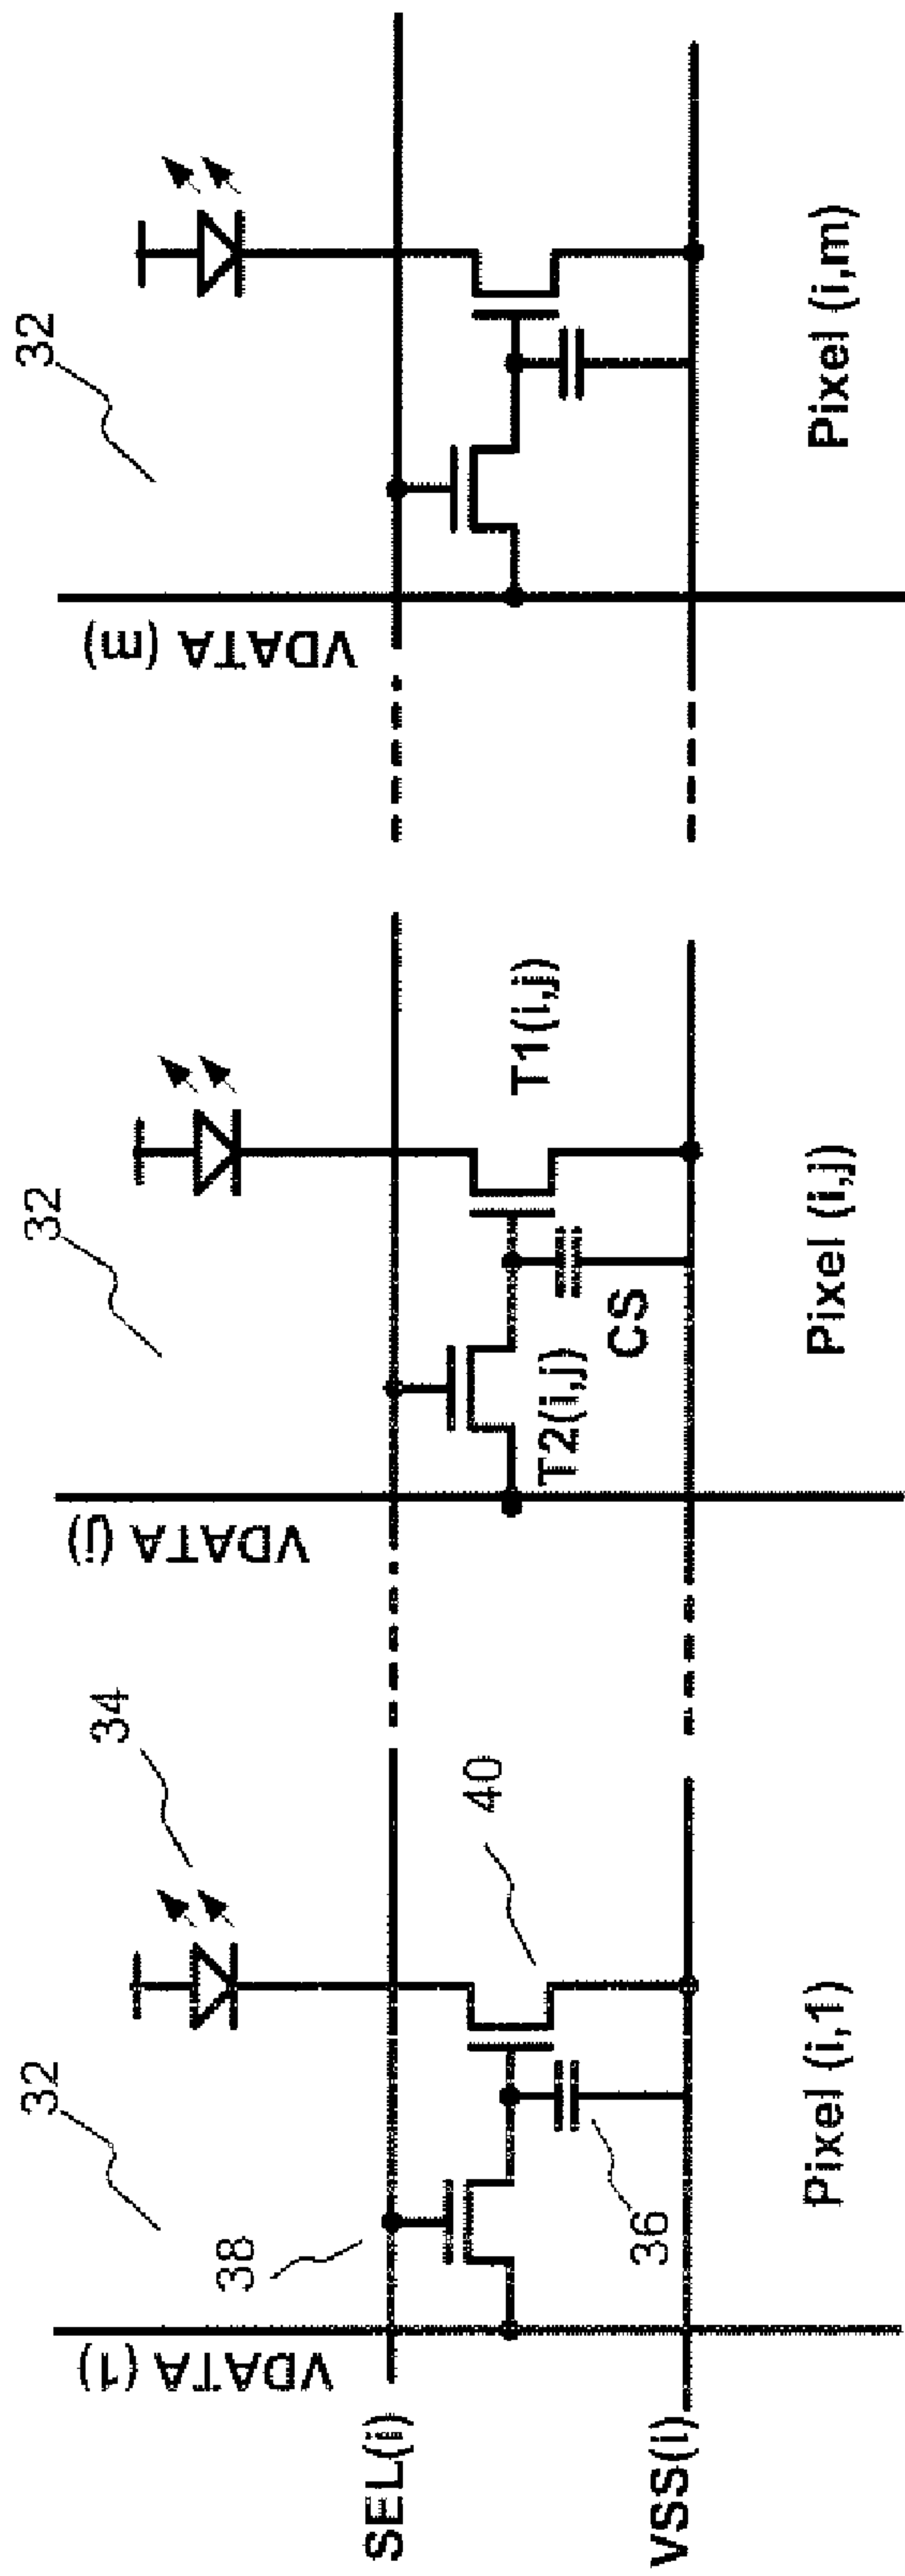 32
32
34
32
VDATA (1)
VDATA (j)
VDATA (m)
38
40
SEL(i)
T1(i,j)
T2(i,j)
36
CS
VSS(i)
Pixel (i,1)
Pixel (i,j)
Pixel (i,m)